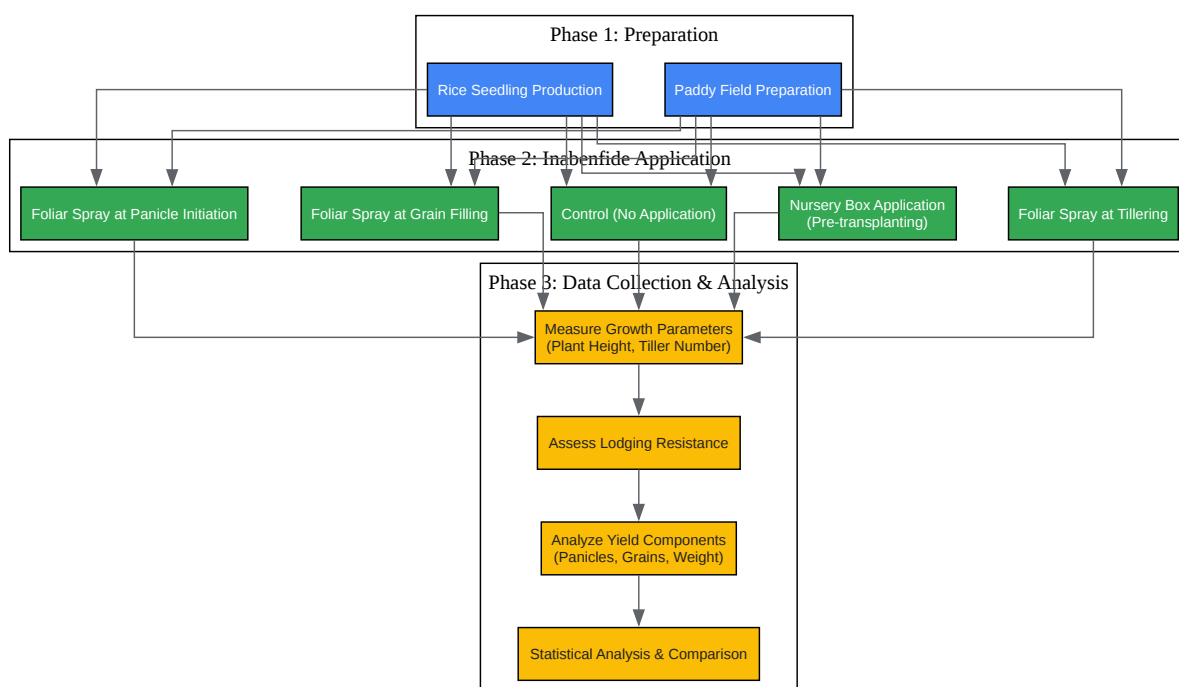 Phase 1: Preparation
Rice Seedling Production
Paddy Field Preparation
Phase 2: Inabenfide Application
Foliar Spray at Panicle Initiation
Foliar Spray at Grain Filling
Control (No Application)
Nursery Box Application
(Pre-transplanting)
Foliar Spray at Tillering
Phase 3: Data Collection & Analysis
Measure Growth Parameters
(Plant Height, Tiller Number)
Assess Lodging Resistance
Analyze Yield Components
(Panicles, Grains, Weight)
Statistical Analysis & Comparison